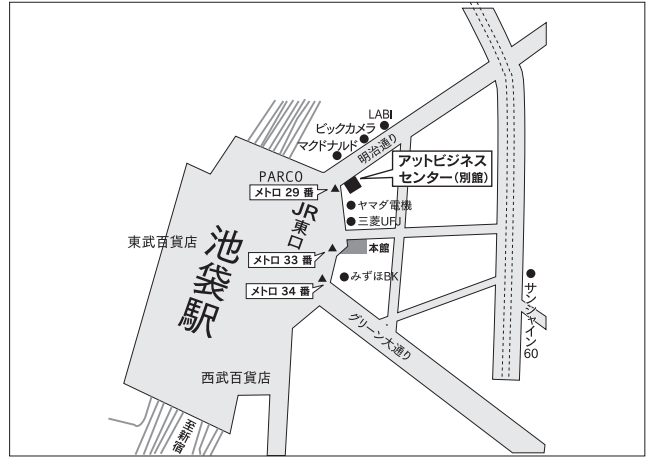 LABI
ビックカメラ
マクドナルド
明治通り
アットビジネス
センター(別館)
PARCO
メトロ 29 番
ヤマダ電機
三菱UFJ
JR東口
東武百貨店
池袋駅
本館
メトロ 33 番
みずほBK
メトロ 34 番
サンシャイン60
グリーン大通り
西武百貨店
至新宿